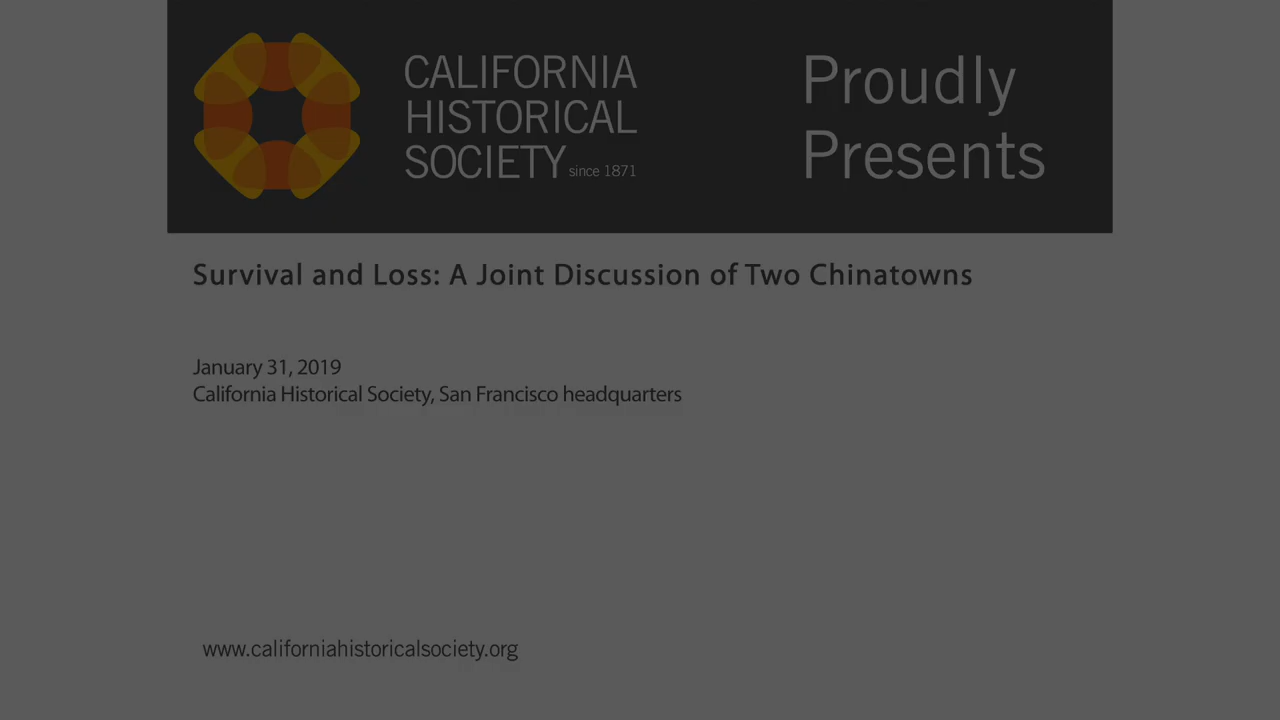 CALIFORNIA
HISTORICAL
SOCIETY since 1871
Proudly
Presents
Survival and Loss: A Joint Discussion of Two Chinatowns
January 31, 2019
California Historical Society, San Francisco headquarters
www.californiahistoricalsociety.org